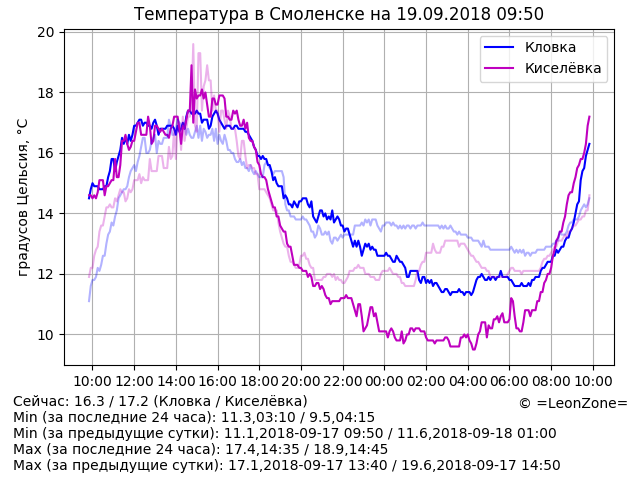 Температура в Смоленске на 19.09.2018 09:50
Кловка
Киселёвка
градусов Цельсия, °C
20
18
16
14
12
10
10:00 12:00 14:00 16:00 18:00 20:00 22:00 00:00 02:00 04:00 06:00 08:00 10:00
Сейчас: 16.3 / 17.2 (Кловка / Киселёвка)
© =LeonZone=
Min (за последние 24 часа): 11.3,03:10 / 9.5,04:15
Min (за предыдущие сутки): 11.1,2018-09-17 09:50 / 11.6,2018-09-18 01:00
Max (за последние 24 часа): 17.4,14:35 / 18.9,14:45
Max (за предыдущие сутки): 17.1,2018-09-17 13:40 / 19.6,2018-09-17 14:50